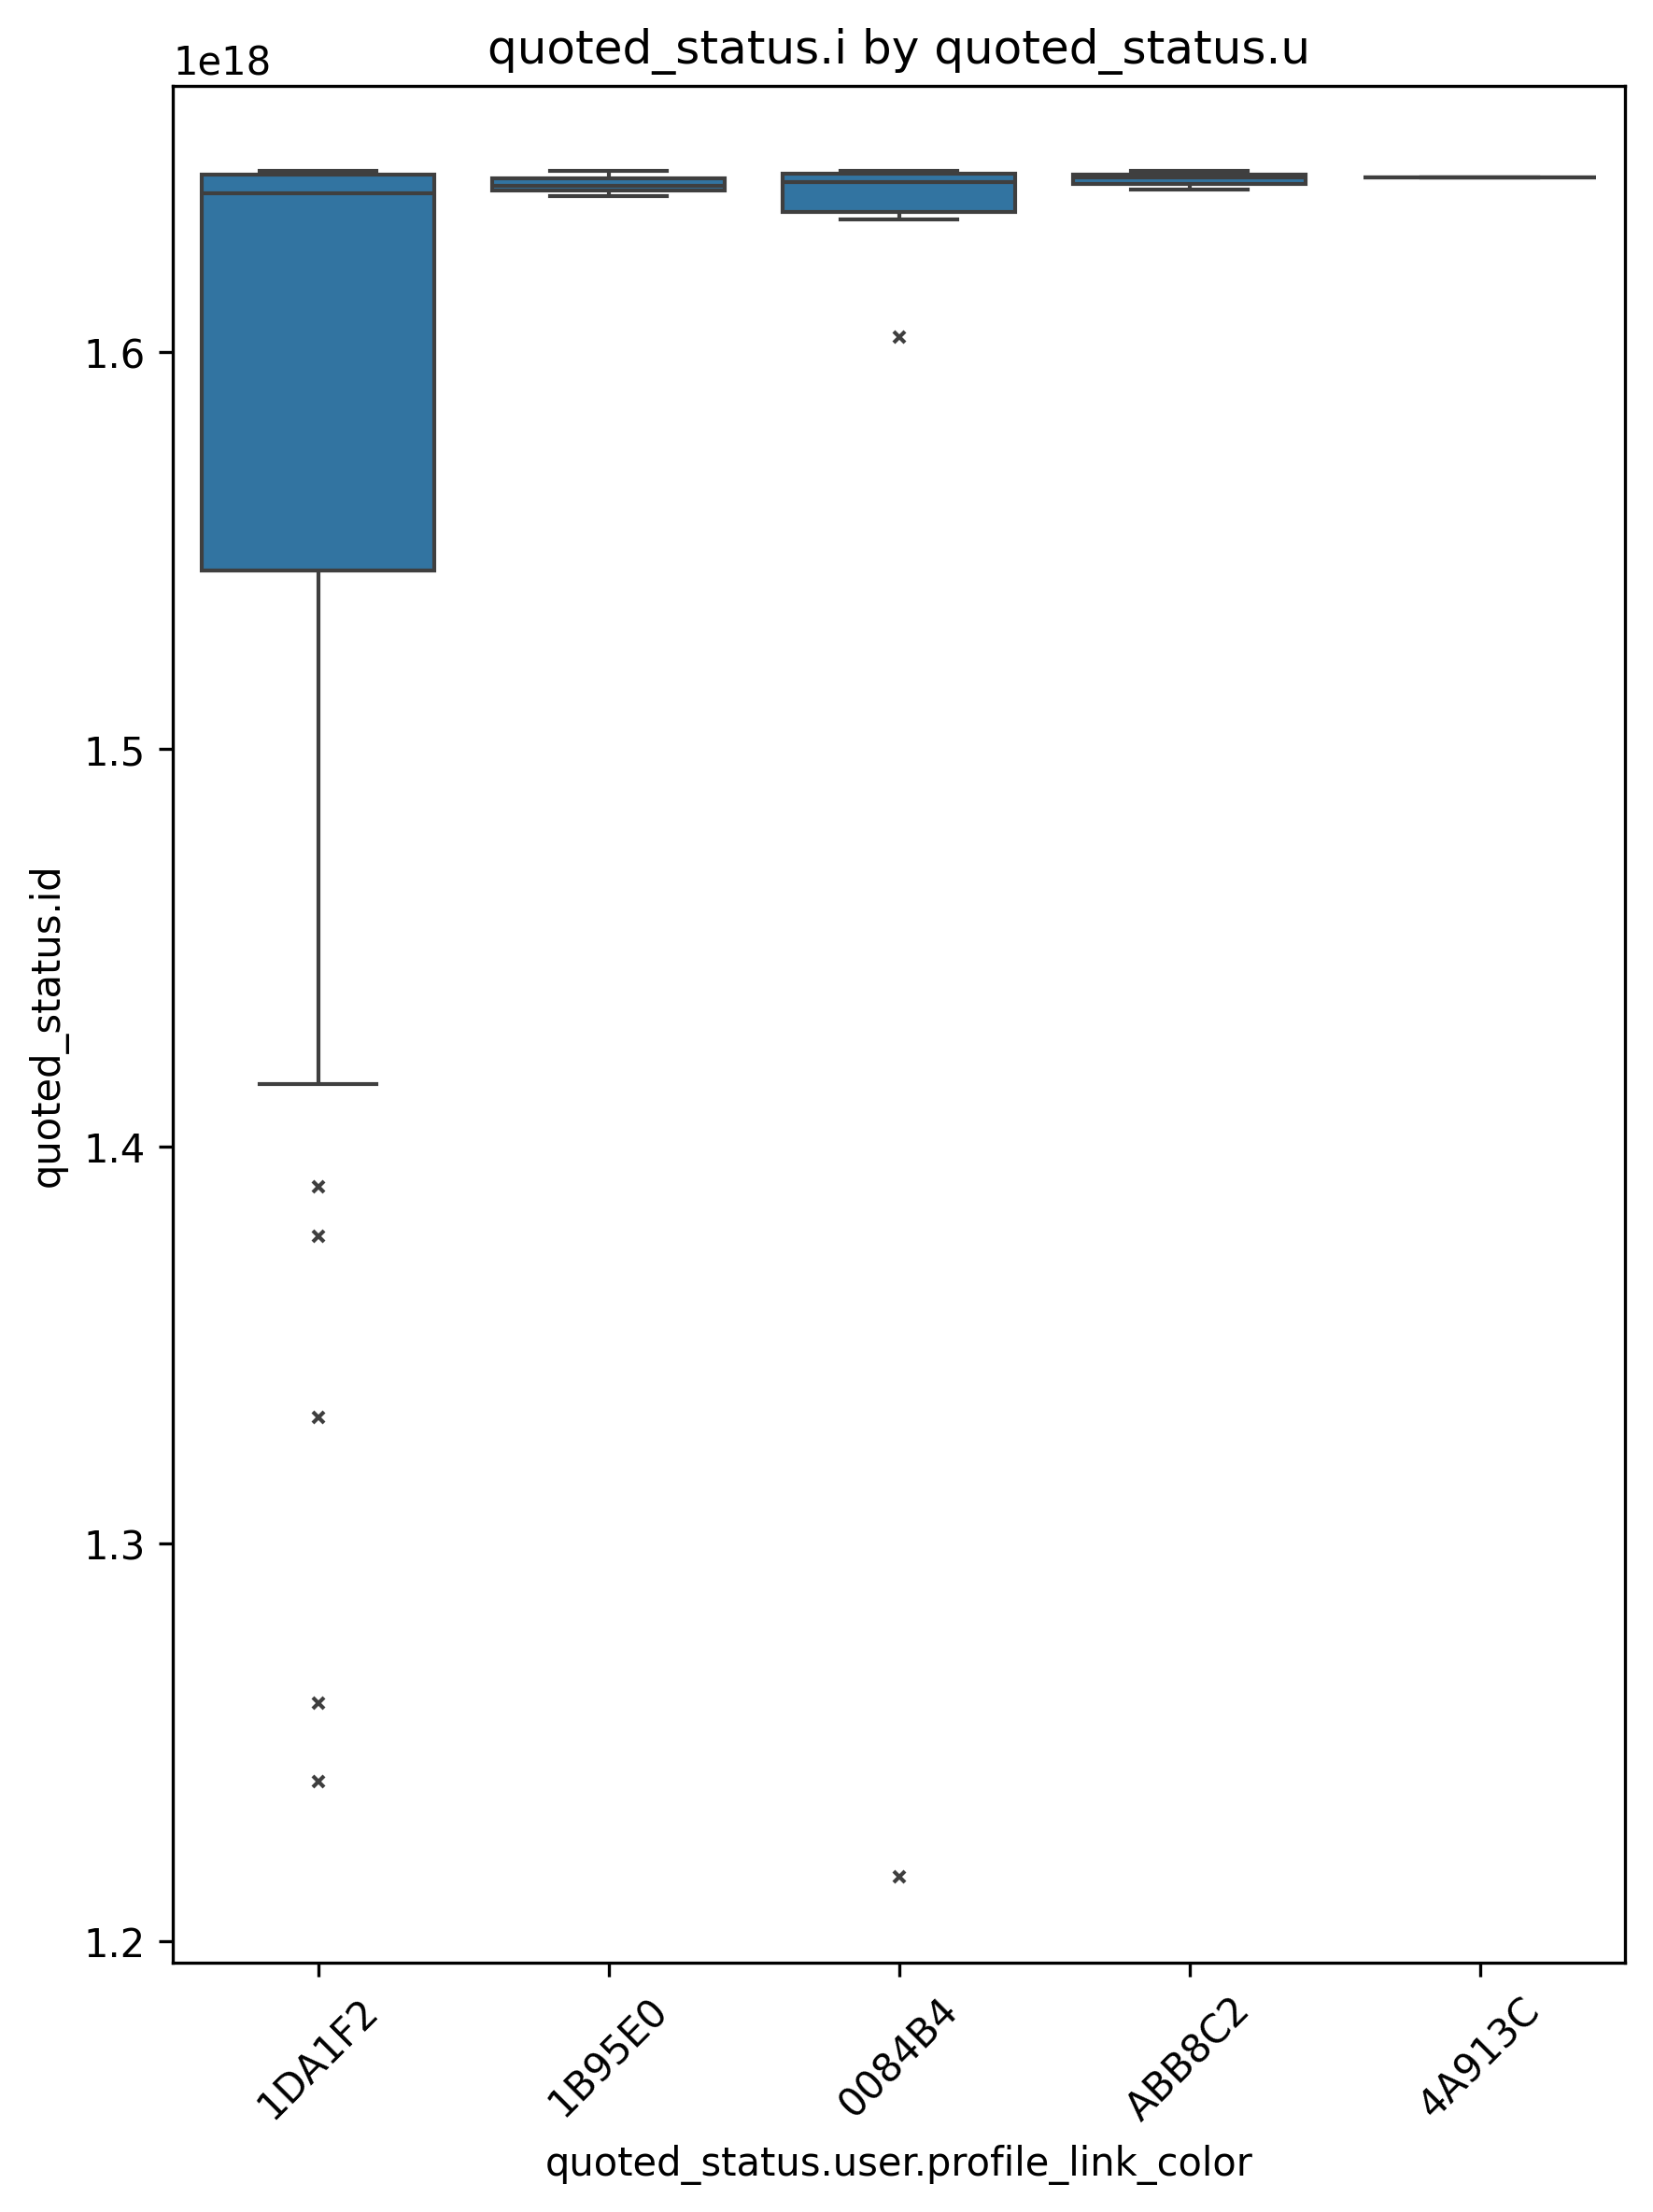 quoted_status.i by quoted_status.u
1e18
1.6
1.5
1.4
1.3
1.2
quoted_status.id
1DA1F2
1B95E0
0084B4
ABB8C2
4A913C
quoted_status.user.profile_link_color